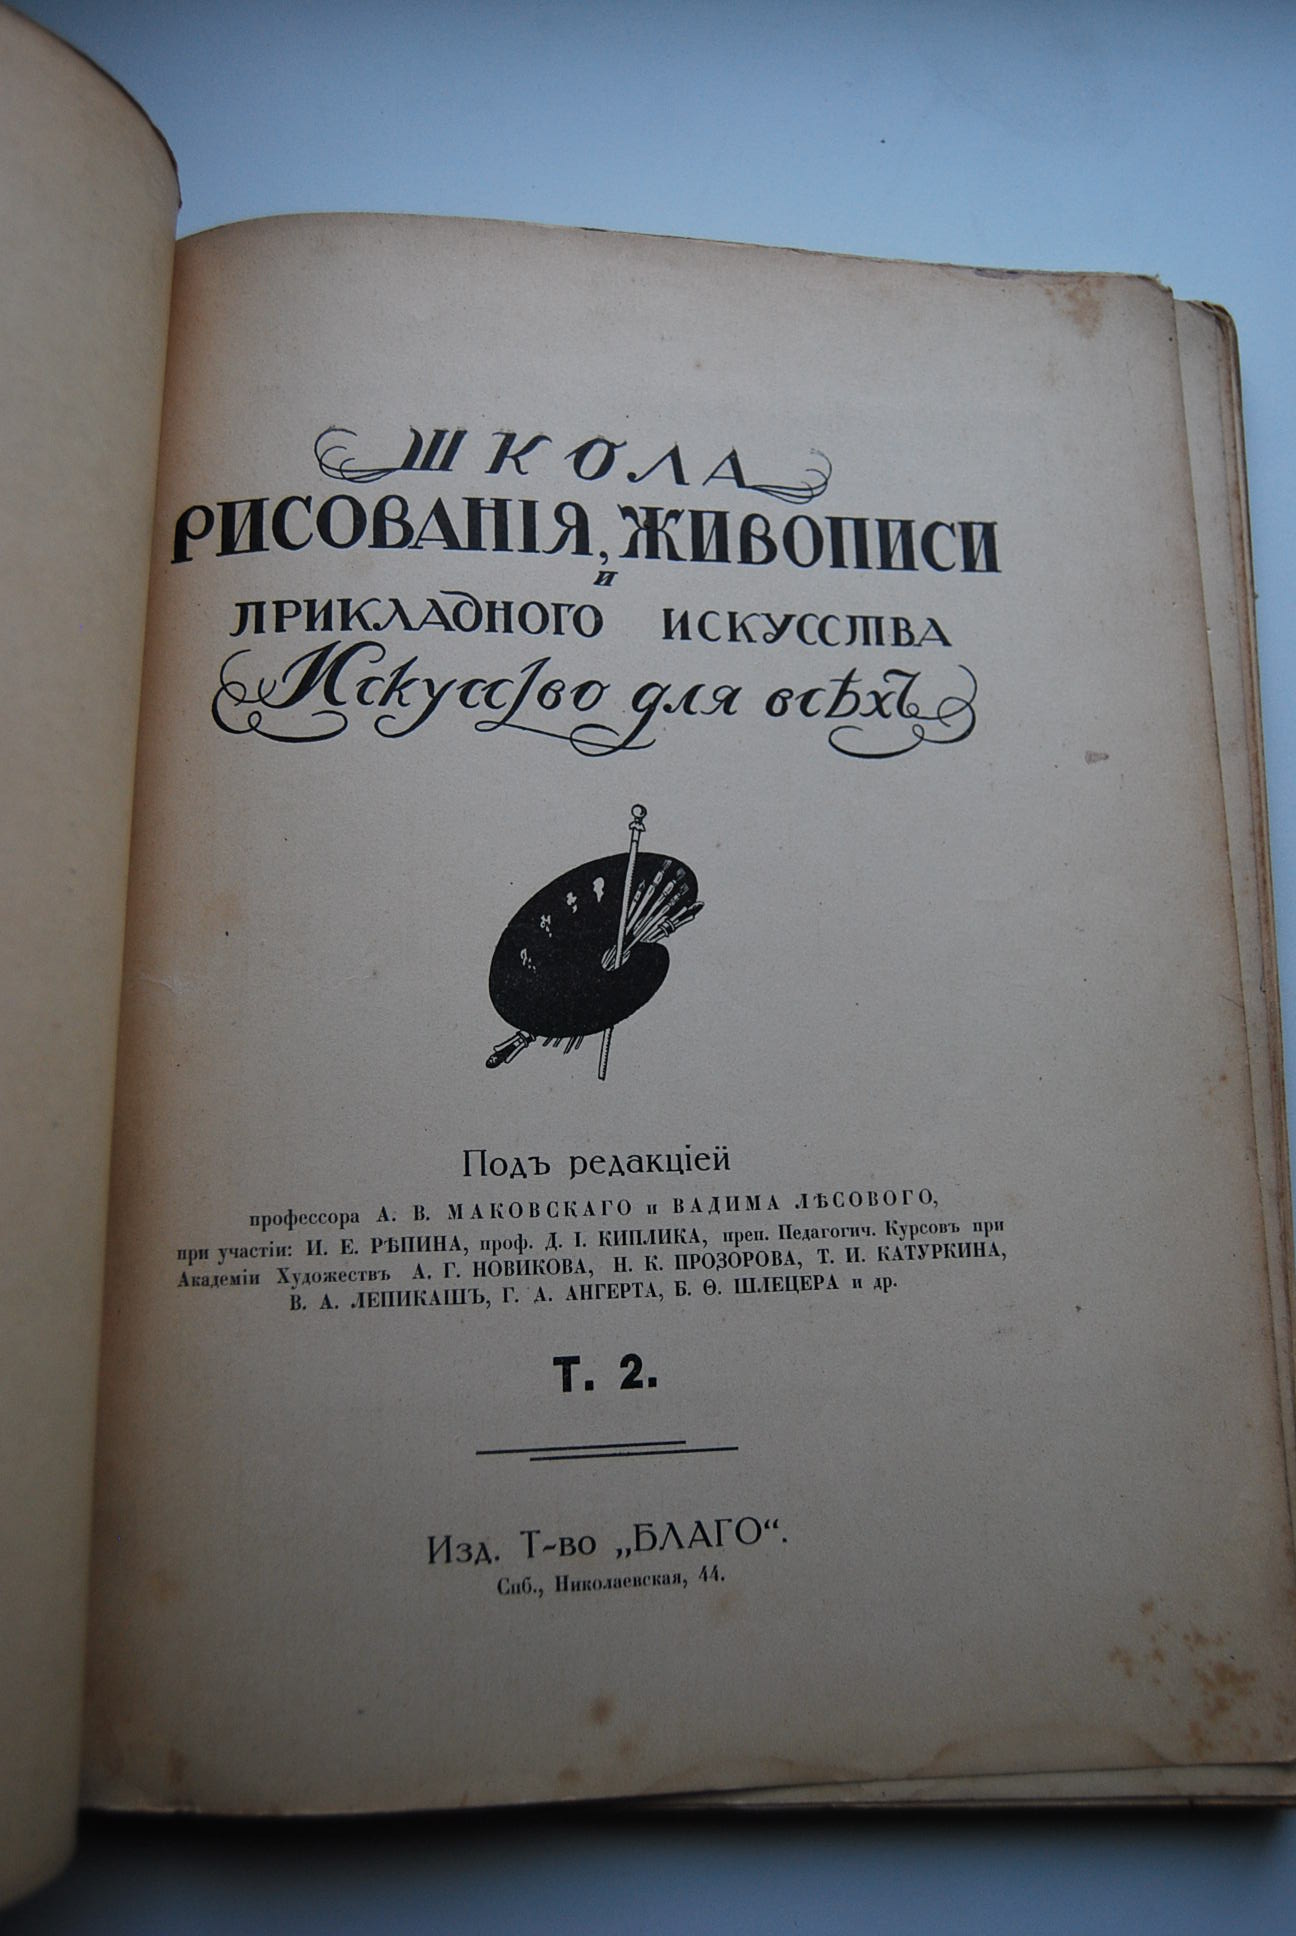 ШКОЛА
РИСОВАНІЯ, ЖИВОПИСИ
и
ПРИКЛАДНОГО ИСКУССТВА
Искусство для всѣхъ
Подъ редакціей
профессора А. В. МАКОВСКАГО и ВАДИМА ЛѢСОВОГО,
при участіи: И. Е. РѢПИНА, проф. Д. І. КИПЛИКА, преп. Педагогич. Курсовъ при
Академіи Художествъ А. Г. НОВИКОВА, Н. К. ПРОЗОРОВА, Т. И. КАТУРКИНА,
В. А. ЛЕПИКАШЪ, Г. А. АНГЕРТА, Б. Ѳ. ШЛЕЦЕРА и др.
Т. 2.
Изд. Т-во „БЛАГО“.
Спб., Николаевская, 44.